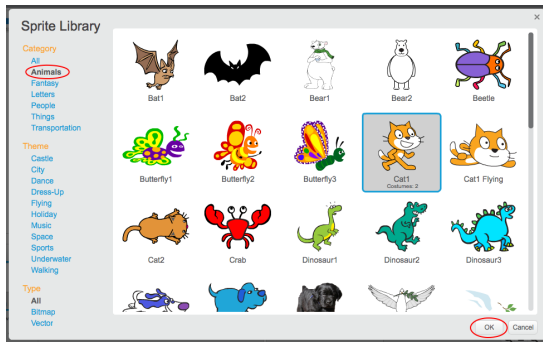 Sprite Library
×
Category
All
Animals
Fantasy
Letters
People
Things
Transportation
Theme
Castle
City
Dance
Dress-Up
Flying
Holiday
Music
Space
Sports
Underwater
Walking
Type
All
Bitmap
Vector
Bat1 Bat2 Bear1 Bear2 Beetle
Butterfly1 Butterfly2 Butterfly3 Cat1 Cat1 Flying
Costumes: 2
Cat2 Crab Dinosaur1 Dinosaur2 Dinosaur3
OK Cancel